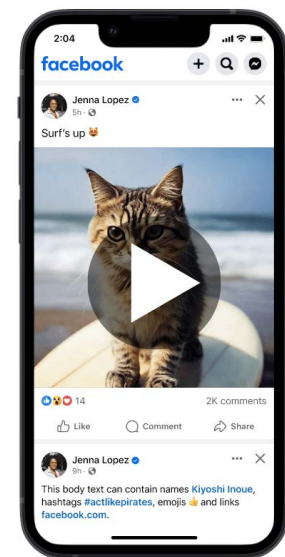 2:04
facebook
Jenna Lopez
5h ·
Surf's up 😻
14
2K comments
Like
Comment
Share
Jenna Lopez
9h ·
This body text can contain names Kiyoshi Inoue,
hashtags #actlikepirates, emojis 👍 and links
facebook.com.